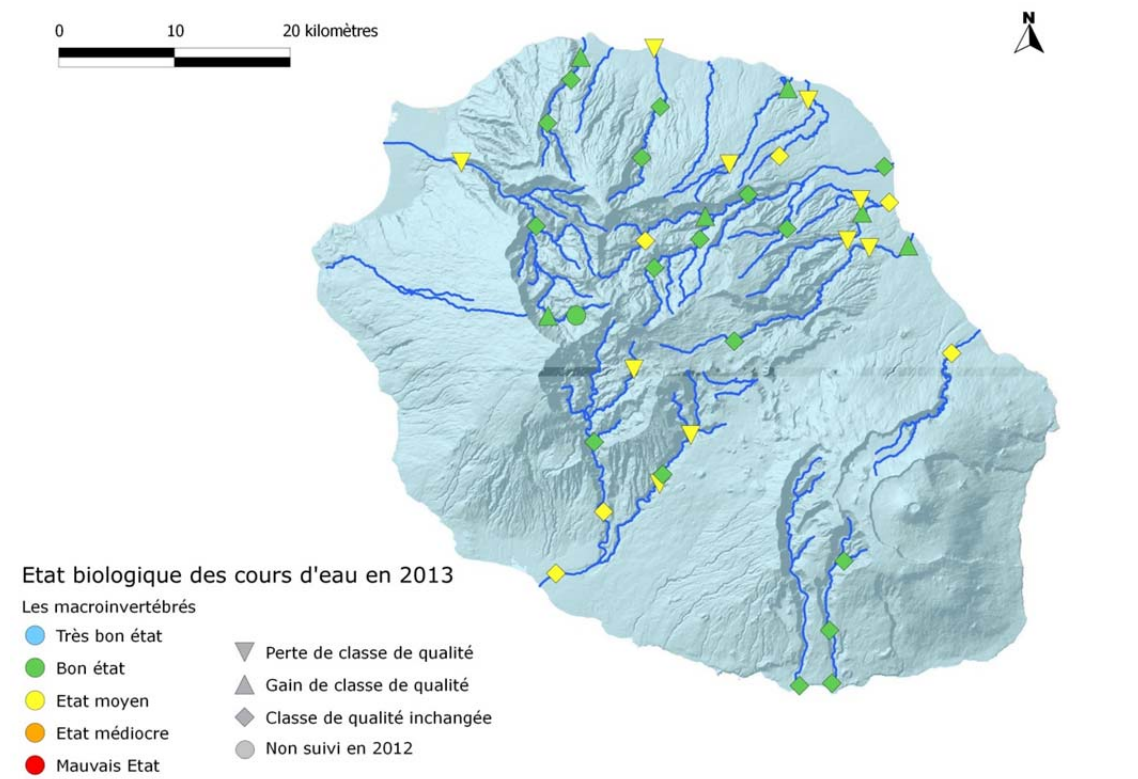 0 10 20 kilomètres
N
Etat biologique des cours d'eau en 2013
Les macroinvertébrés
Très bon état
Bon état
Etat moyen
Etat médiocre
Mauvais Etat
Perte de classe de qualité
Gain de classe de qualité
Classe de qualité inchangée
Non suivi en 2012